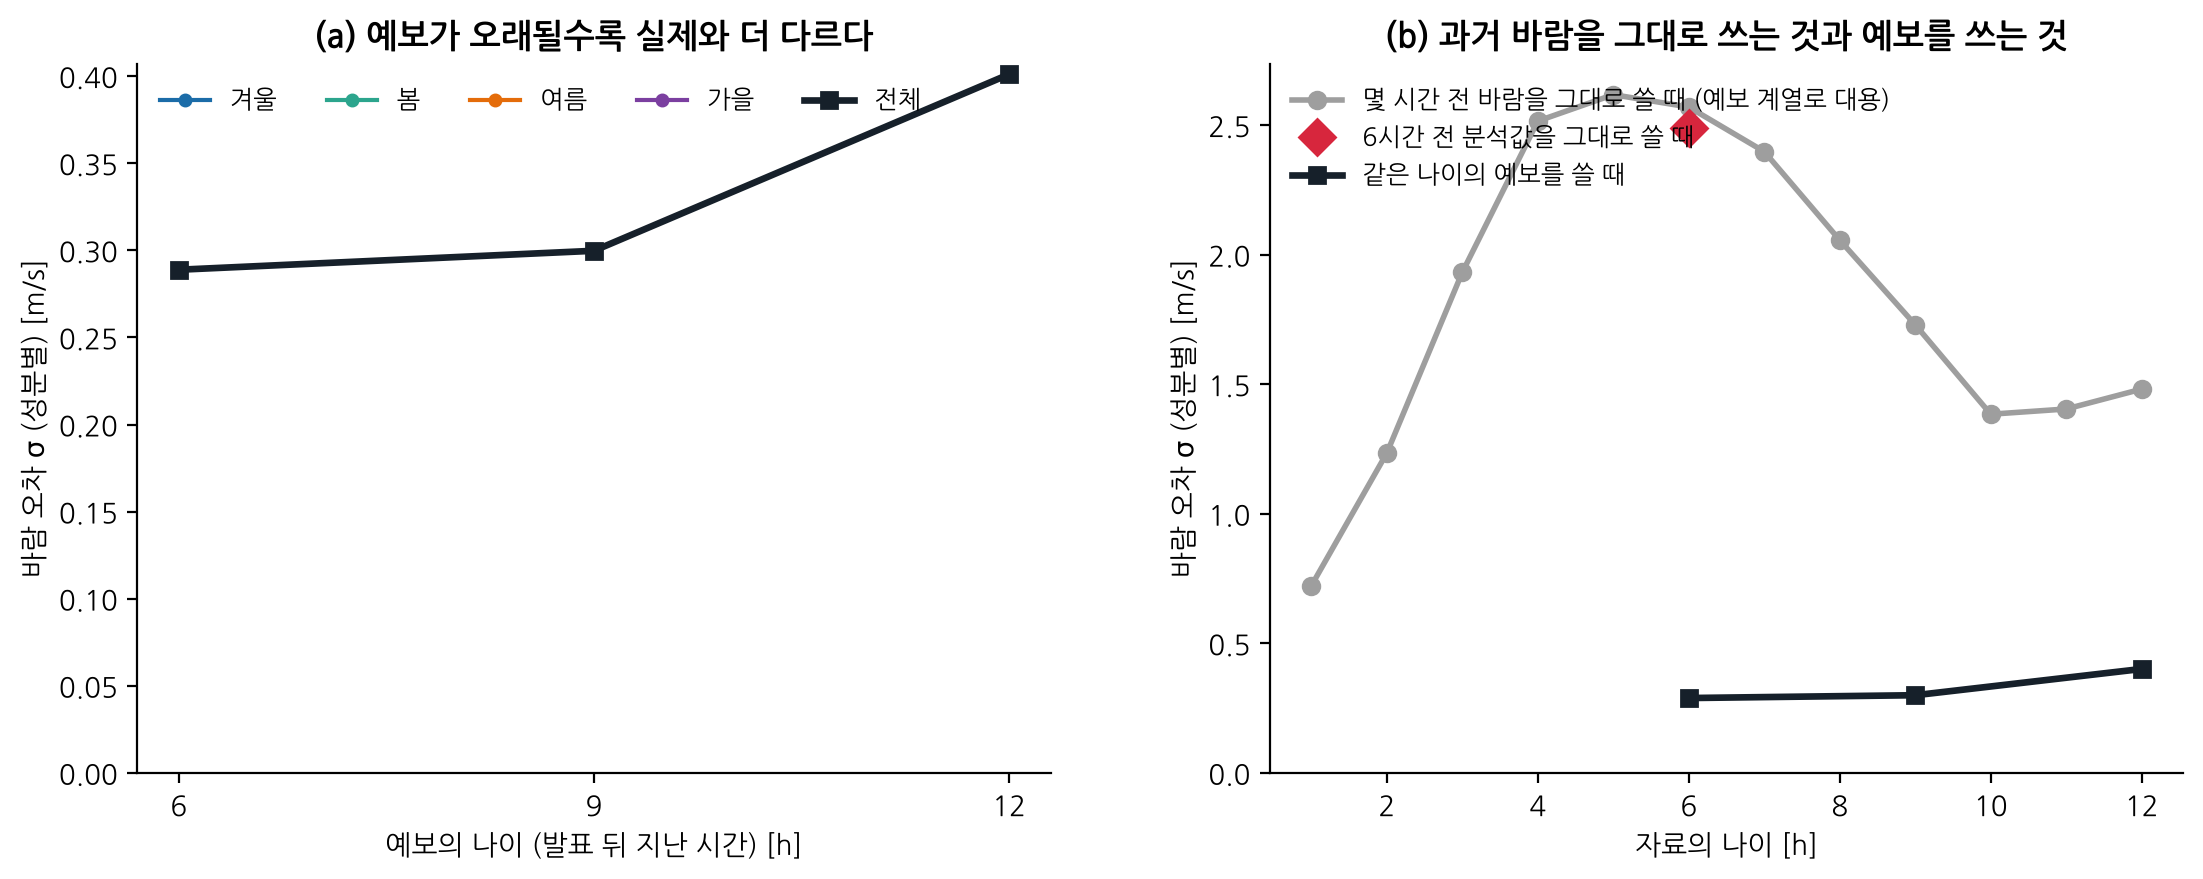 (a) 예보가 오래될수록 실제와 더 다르다
겨울 봄 여름 가을 전체
0.40
0.35
0.30
0.25
0.20
0.15
0.10
0.05
0.00
바람 오차 σ (성분별) [m/s]
6 9 12
예보의 나이 (발표 뒤 지난 시간) [h]
(b) 과거 바람을 그대로 쓰는 것과 예보를 쓰는 것
몇 시간 전 바람을 그대로 쓸 때 (예보 계열로 대용)
6시간 전 분석값을 그대로 쓸 때
같은 나이의 예보를 쓸 때
2.5
2.0
1.5
1.0
0.5
0.0
바람 오차 σ (성분별) [m/s]
2 4 6 8 10 12
자료의 나이 [h]